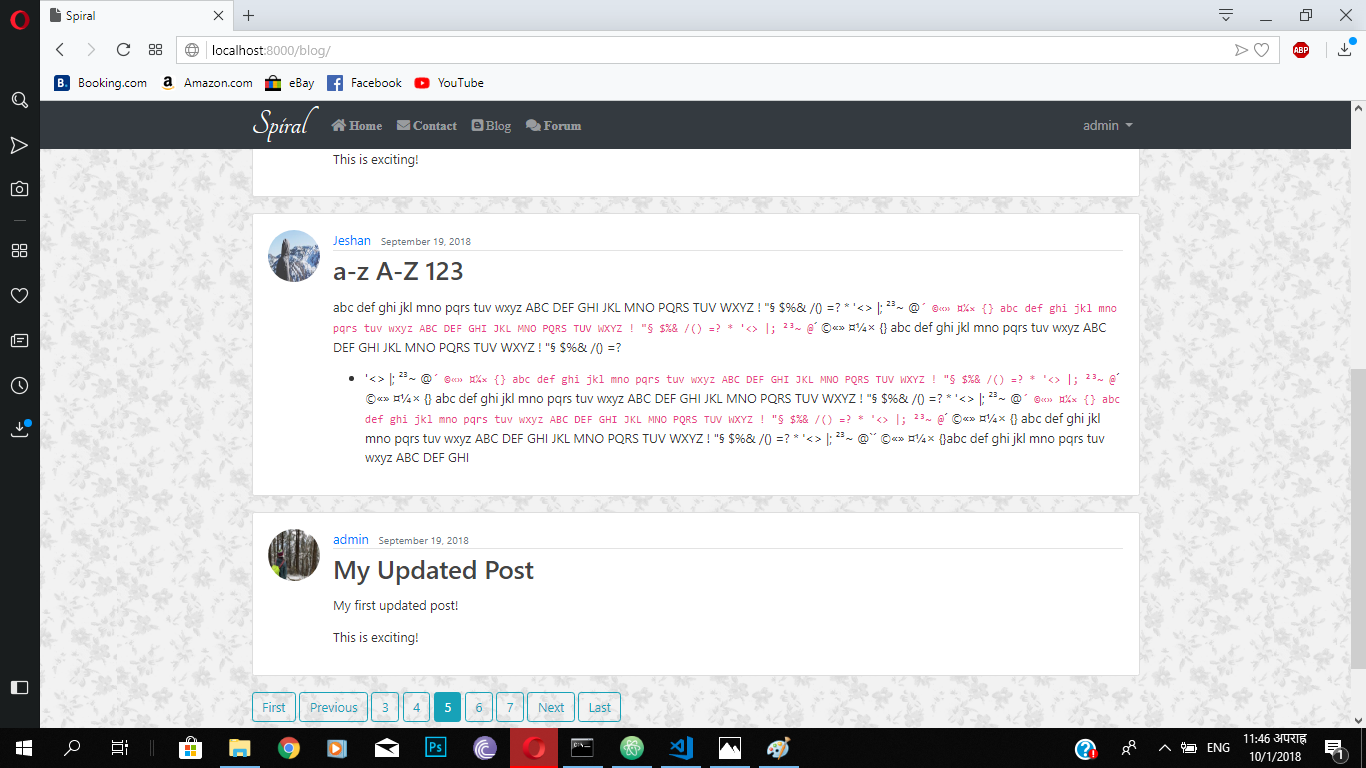 Spiral
localhost:8000/blog/
ABP
B. Booking.com
a Amazon.com
eBay
Facebook
YouTube
Spiral
Home
Contact
Blog
Forum
admin
This is exciting!
Jeshan September 19, 2018
a-z A-Z 123
abc def ghi jkl mno pqrs tuv wxyz ABC DEF GHI JKL MNO PQRS TUV WXYZ ! "§ $%& /() =? * '<> |; ²³~ @´ ©«» ¤¼× {} abc def ghi jkl mno
pqrs tuv wxyz ABC DEF GHI JKL MNO PQRS TUV WXYZ ! "§ $%& /() =? * '<> |; ²³~ @´ ©«» ¤¼× {} abc def ghi jkl mno pqrs tuv wxyz ABC
DEF GHI JKL MNO PQRS TUV WXYZ ! "§ $%& /() =?
• '<> |; ²³~ @´ ©«» ¤¼× {} abc def ghi jkl mno pqrs tuv wxyz ABC DEF GHI JKL MNO PQRS TUV WXYZ ! "§ $%& /() =? * '<> |; ²³~ @´
©«» ¤¼× {} abc def ghi jkl mno pqrs tuv wxyz ABC DEF GHI JKL MNO PQRS TUV WXYZ ! "§ $%& /() =? * '<> |; ²³~ @´ ©«» ¤¼× {} abc
def ghi jkl mno pqrs tuv wxyz ABC DEF GHI JKL MNO PQRS TUV WXYZ ! "§ $%& /() =? * '<> |; ²³~ @´ ©«» ¤¼× {} abc def ghi jkl
mno pqrs tuv wxyz ABC DEF GHI JKL MNO PQRS TUV WXYZ ! "§ $%& /() =? * '<> |; ²³~ @`` ©«» ¤¼× {}abc def ghi jkl mno pqrs tuv
wxyz ABC DEF GHI
admin September 19, 2018
My Updated Post
My first updated post!
This is exciting!
First Previous 3 4 5 6 7 Next Last
Ps
ENG
11:46 अपराह्न
10/1/2018
1